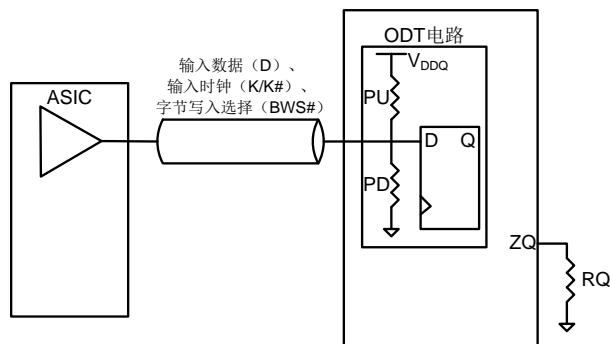 ODT电路
V_DDQ
输入数据（D）、
输入时钟（K/K#）、
字节写入选择（BWS#）
ASIC
PU
D
Q
PD
ZQ
RQ